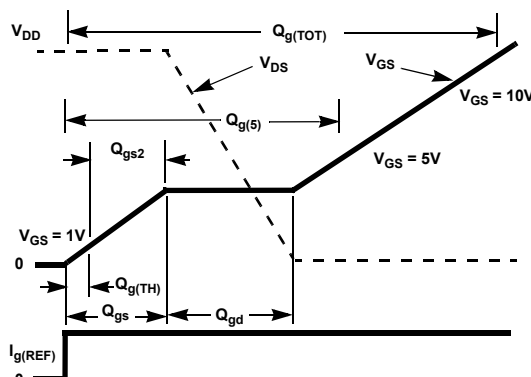 V_DD
Q_g(TOT)
V_DS
V_GS
V_GS = 10V
Q_g(5)
Q_gs2
V_GS = 5V
V_GS = 1V
0
Q_g(TH)
Q_gs
Q_gd
I_g(REF)
0